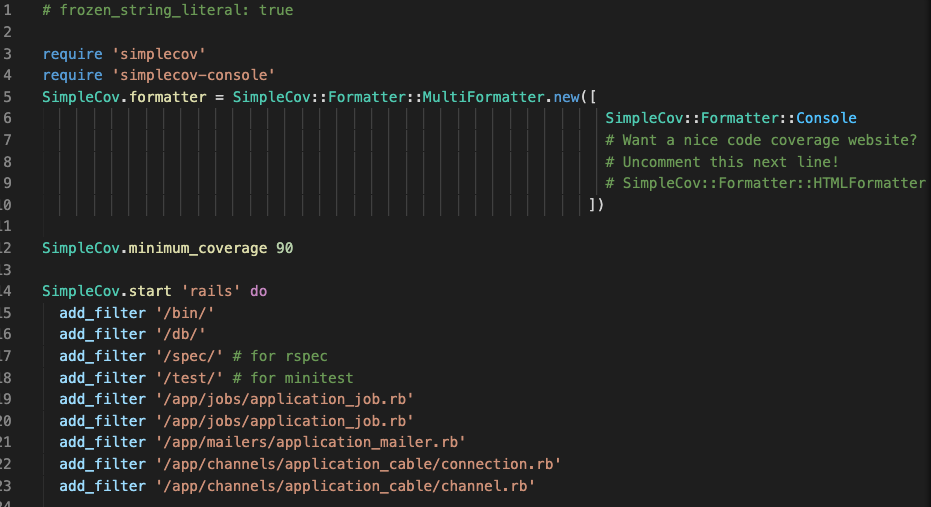 1 # frozen_string_literal: true
2
3 require 'simplecov'
4 require 'simplecov-console'
5 SimpleCov.formatter = SimpleCov::Formatter::MultiFormatter.new([
6 SimpleCov::Formatter::Console
7 # Want a nice code coverage website?
8 # Uncomment this next line!
9 # SimpleCov::Formatter::HTMLFormatter
10 ])
11
12 SimpleCov.minimum_coverage 90
13
14 SimpleCov.start 'rails' do
15 add_filter '/bin/'
16 add_filter '/db/'
17 add_filter '/spec/' # for rspec
18 add_filter '/test/' # for minitest
19 add_filter '/app/jobs/application_job.rb'
20 add_filter '/app/jobs/application_job.rb'
21 add_filter '/app/mailers/application_mailer.rb'
22 add_filter '/app/channels/application_cable/connection.rb'
23 add_filter '/app/channels/application_cable/channel.rb'